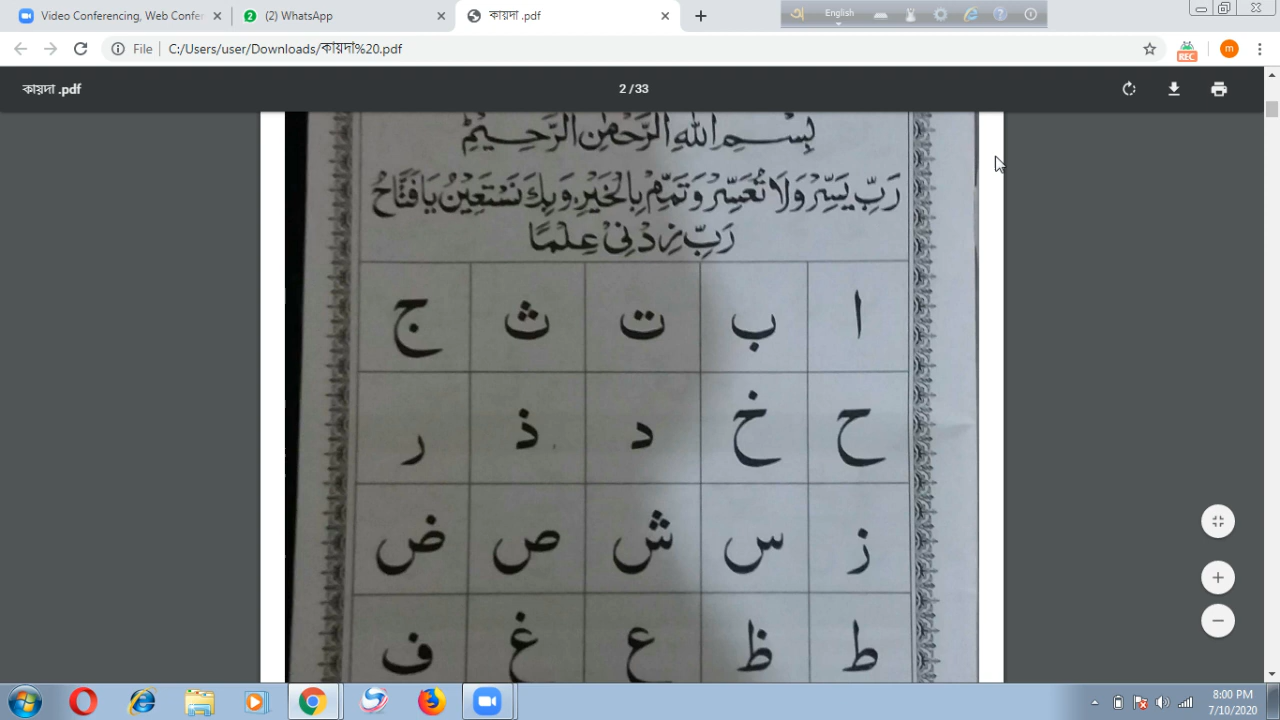 Video Conferencing, Web Confe
(2) WhatsApp
কায়দা .pdf
অ English
File | C:/Users/user/Downloads/কায়দা%20.pdf
REC
m
কায়দা .pdf
2 / 33
بِسْمِ اللهِ الرَّحْمٰنِ الرَّحِيْمِ
رَبِّ يَسِّرْ وَلَا تُعَسِّرْ وَتَمِّمْ بِالْخَيْرِ وَبِكَ نَسْتَعِيْنُ يَا فَتَّاحُ
رَبِّ زِدْنِىْ عِلْمًا
ا ب ت ث ج
ح خ د ذ ر
ز س ش ص ض
ط ظ ع غ ف
8:00 PM
7/10/2020